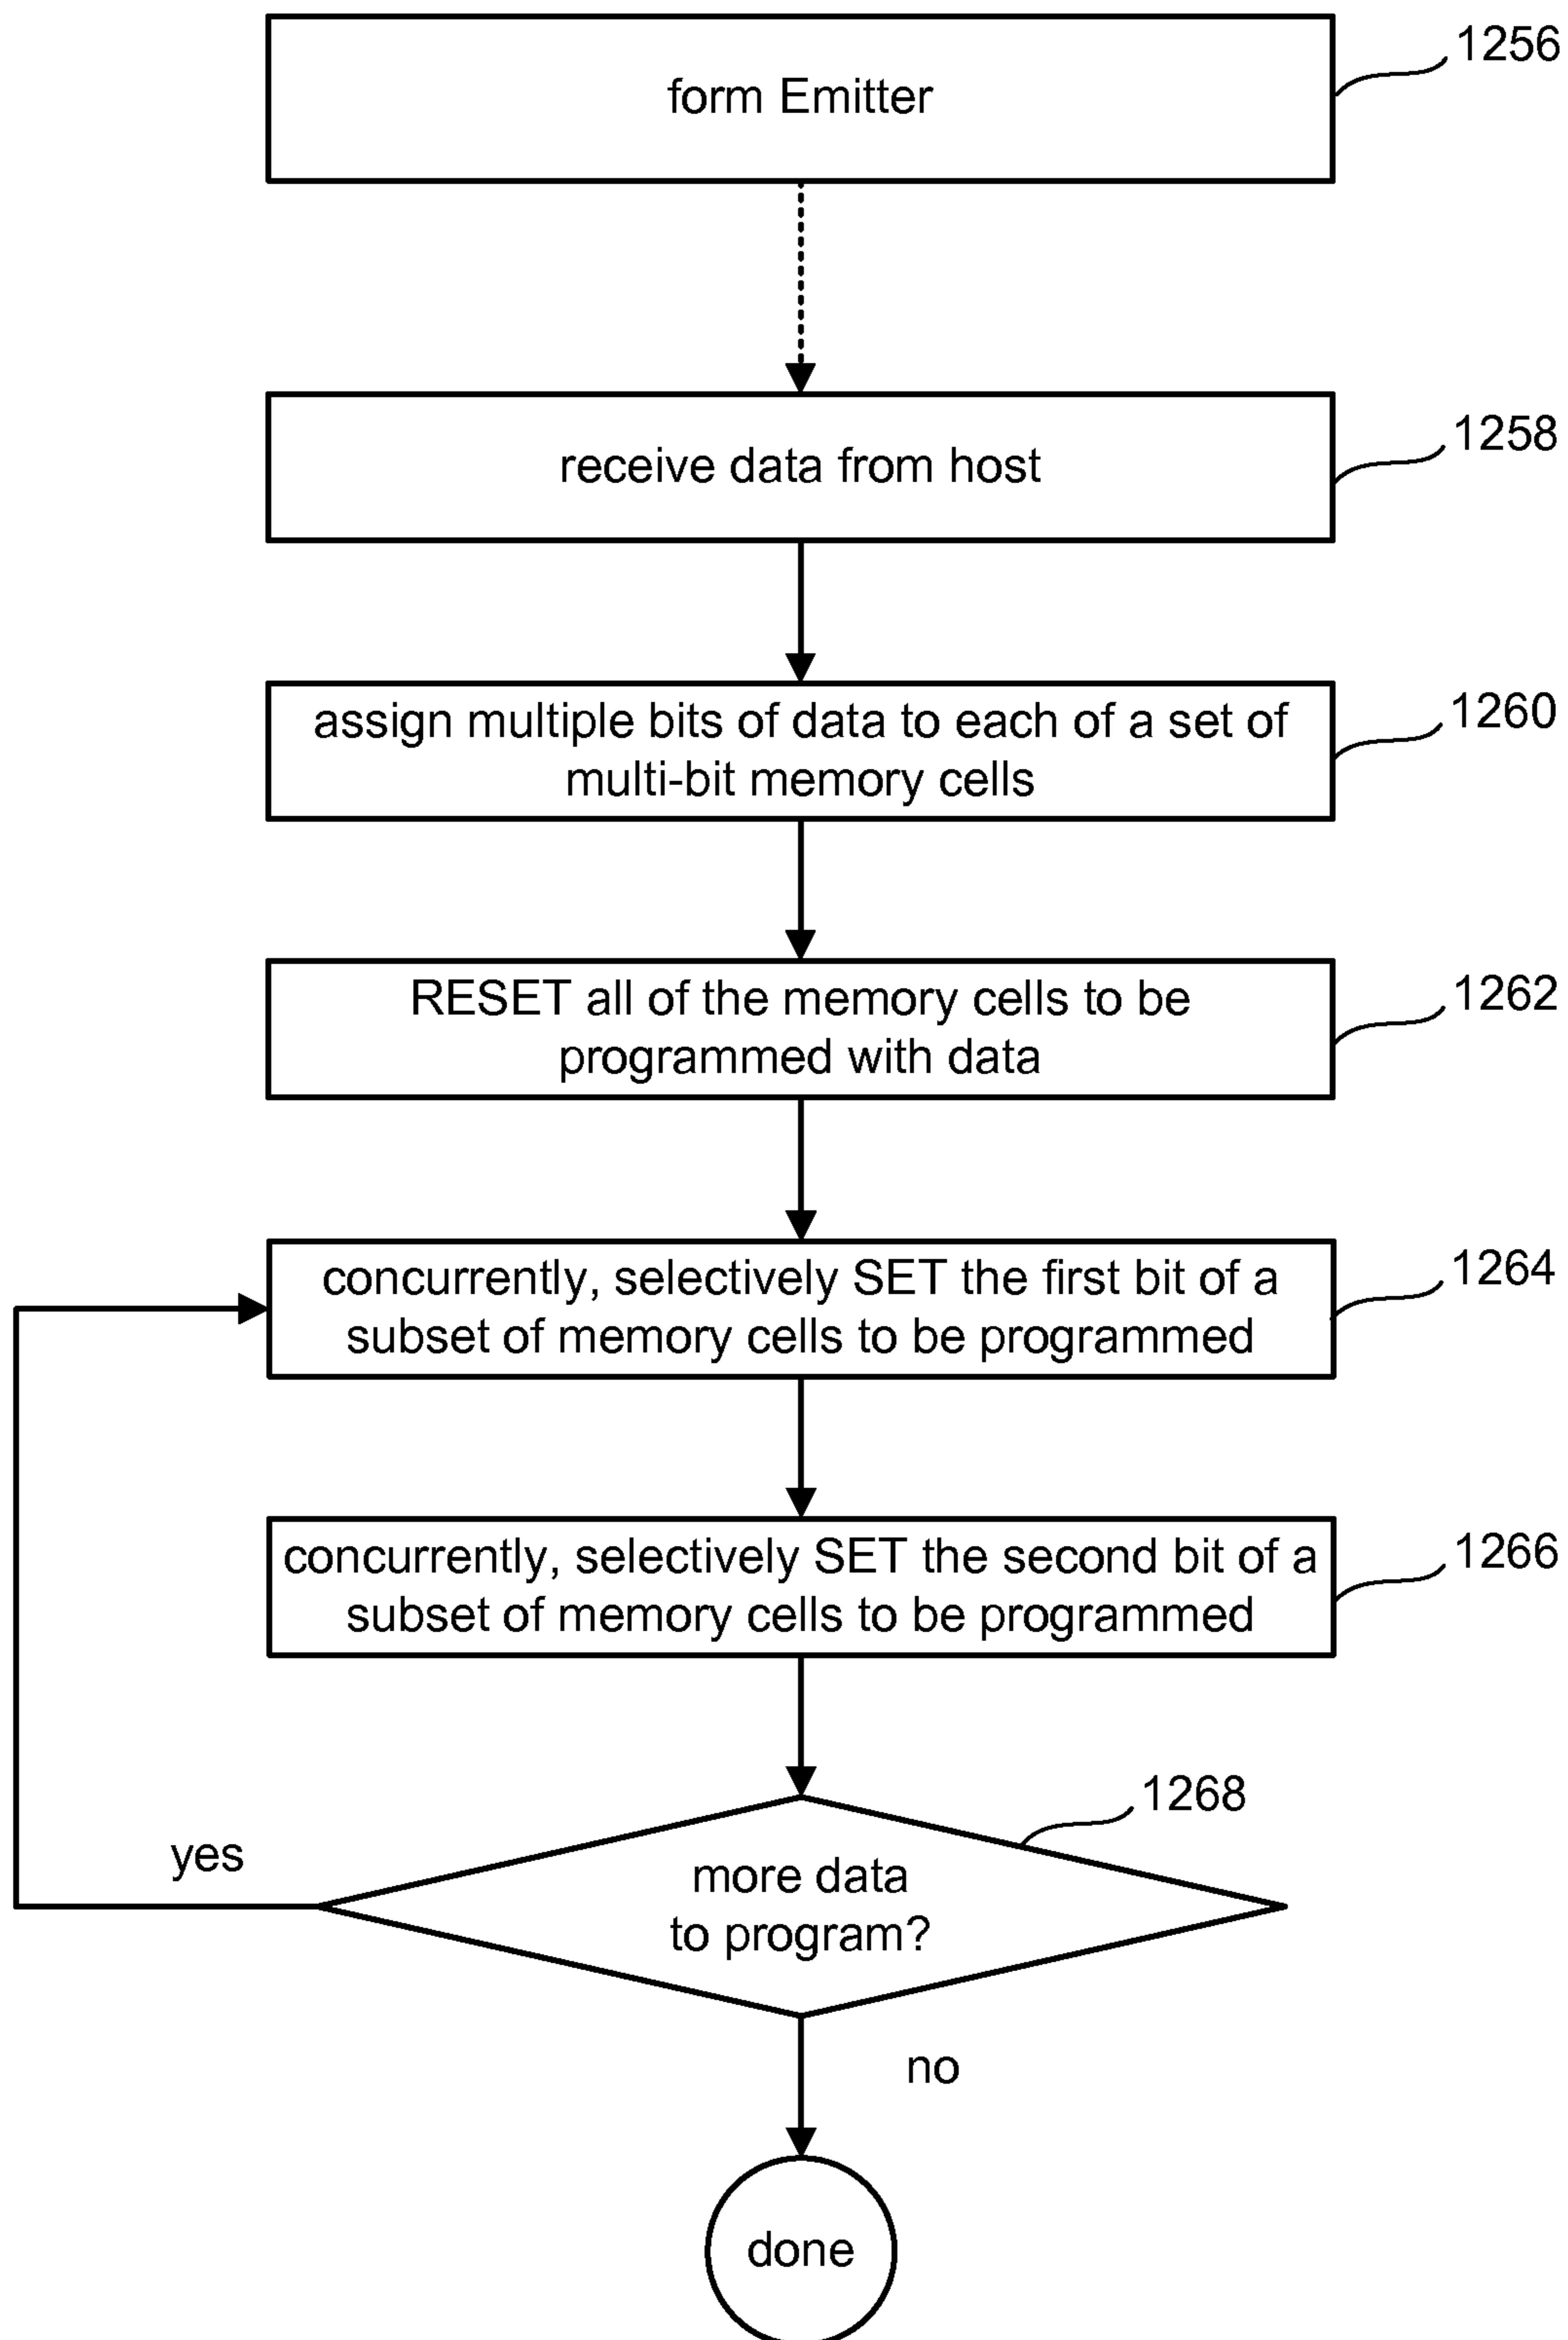 form Emitter
1256
receive data from host
1258
assign multiple bits of data to each of a set of
multi-bit memory cells
1260
RESET all of the memory cells to be
programmed with data
1262
concurrently, selectively SET the first bit of a
subset of memory cells to be programmed
1264
concurrently, selectively SET the second bit of a
subset of memory cells to be programmed
1266
1268
yes
more data
to program?
no
done